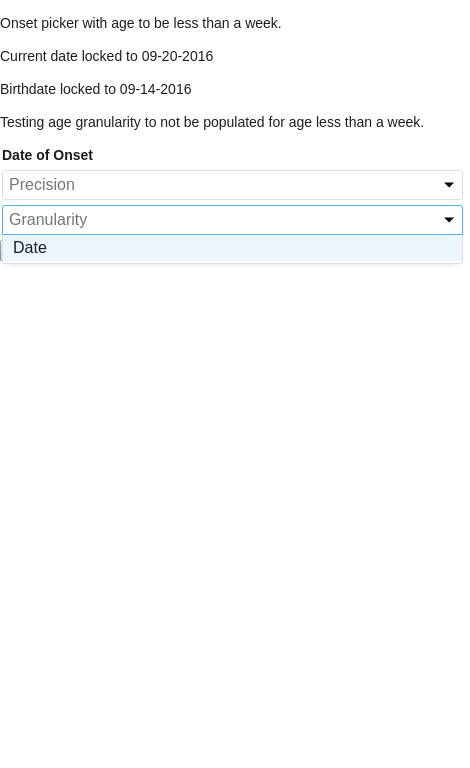 Onset picker with age to be less than a week.
Current date locked to 09-20-2016
Birthdate locked to 09-14-2016
Testing age granularity to not be populated for age less than a week.
Date of Onset
Precision
Granularity
Date